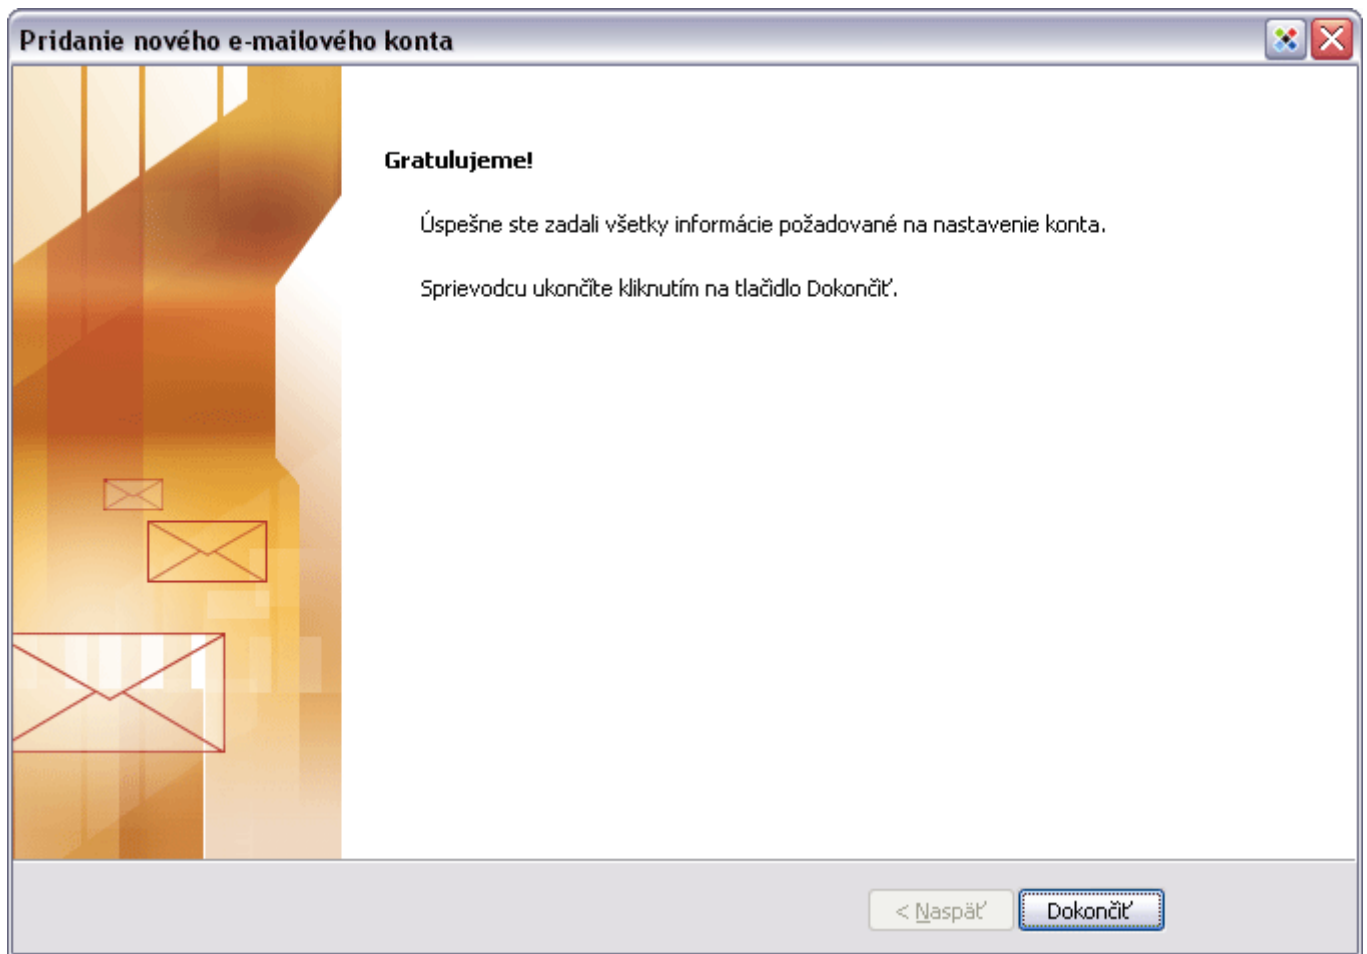 Pridanie nového e-mailového konta
Gratulujeme!
Úspešne ste zadali všetky informácie požadované na nastavenie konta.
Sprievodcu ukončíte kliknutím na tlačidlo Dokončiť.
< Naspäť
Dokončiť